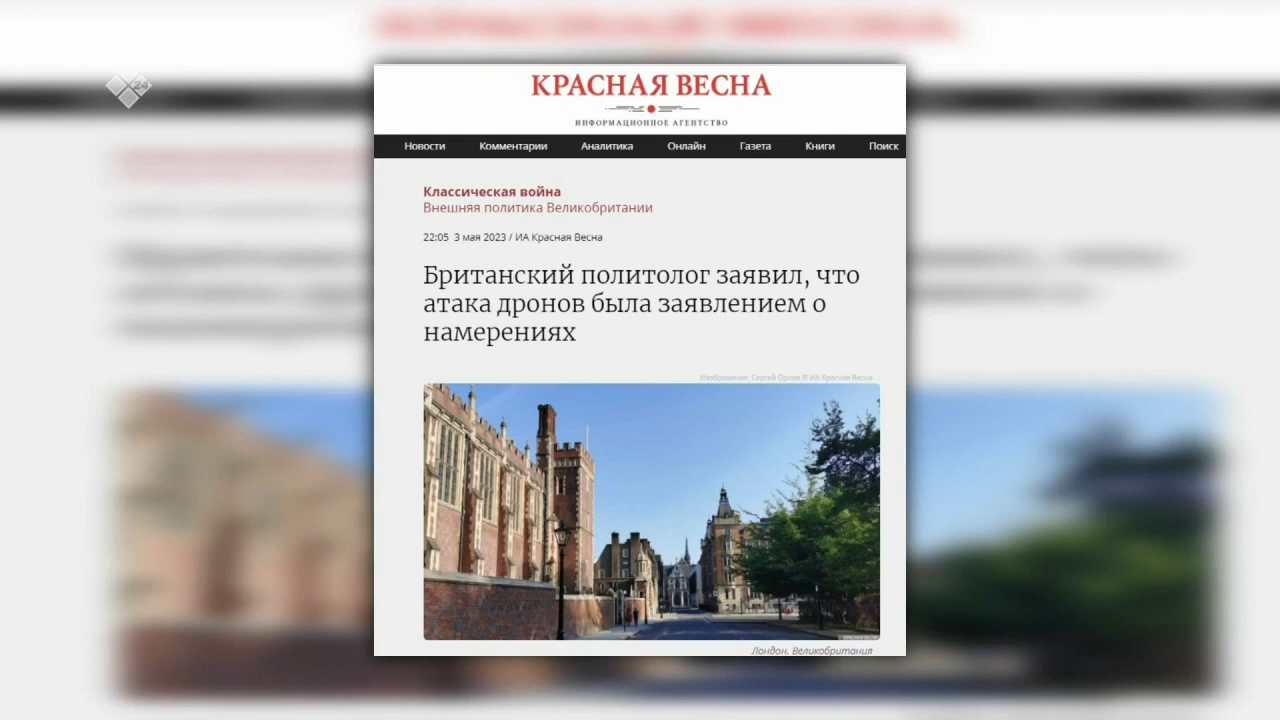 Х24
КРАСНАЯ ВЕСНА
ИНФОРМАЦИОННОЕ АГЕНТСТВО
Новости Комментарии Аналитика Онлайн Газета Книги Поиск
Классическая война
Внешняя политика Великобритании
22:05 3 мая 2023 / ИА Красная Весна
Британский политолог заявил, что
атака дронов была заявлением о
намерениях
Изображение: Сергей Орлов © ИА Красная Весна
Лондон. Великобритания